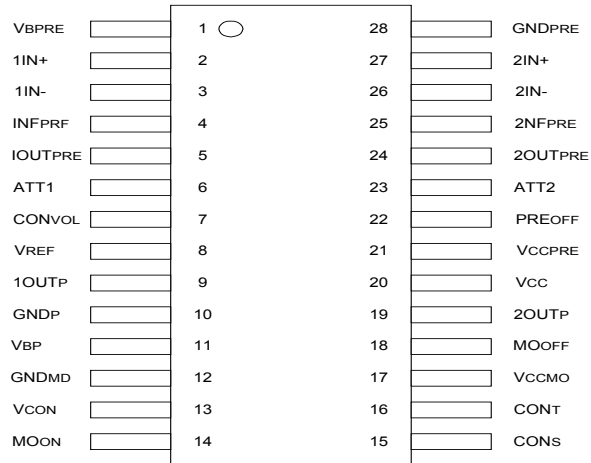 VBPRE 1 28 GNDPRE
1IN+ 2 27 2IN+
1IN- 3 26 2IN-
INFPRF 4 25 2NFPRE
IOUTPRE 5 24 2OUTPRE
ATT1 6 23 ATT2
CONVOL 7 22 PREOFF
VREF 8 21 VCCPRE
1OUTP 9 20 VCC
GNDP 10 19 2OUTP
VBP 11 18 MOOFF
GNDMD 12 17 VCCMO
VCON 13 16 CONT
MOON 14 15 CONS